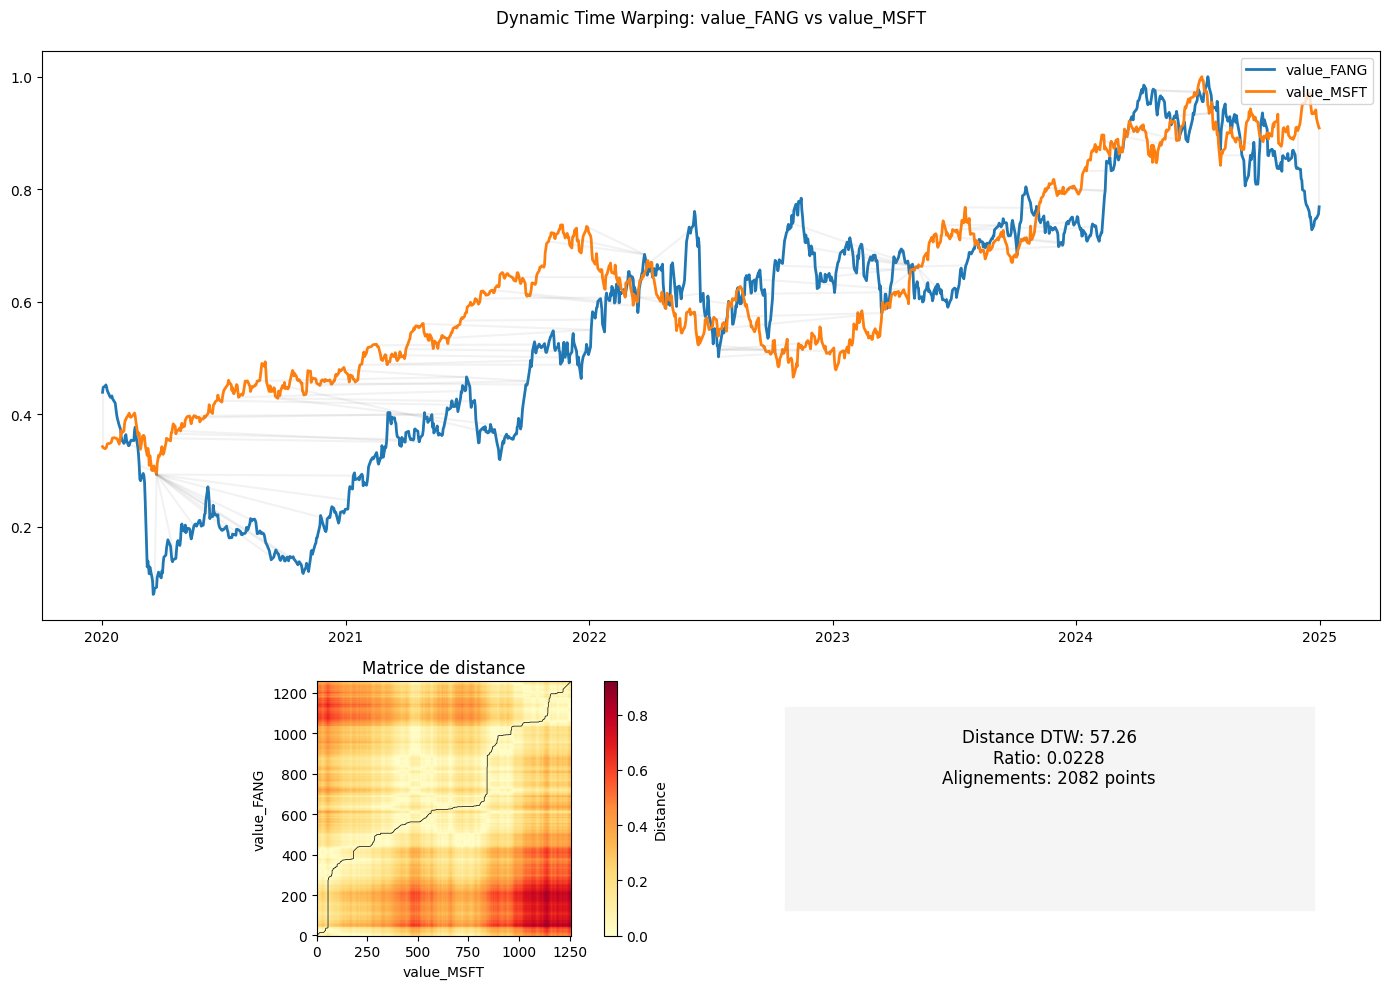 Dynamic Time Warping: value_FANG vs value_MSFT
value_FANG
value_MSFT
1.0
0.8
0.6
0.4
0.2
2020 2021 2022 2023 2024 2025
Matrice de distance
value_FANG
1200
1000
800
600
400
200
0
0 250 500 750 1000 1250
value_MSFT
0.8
0.6
0.4
0.2
0.0
Distance
Distance DTW: 57.26
Ratio: 0.0228
Alignements: 2082 points